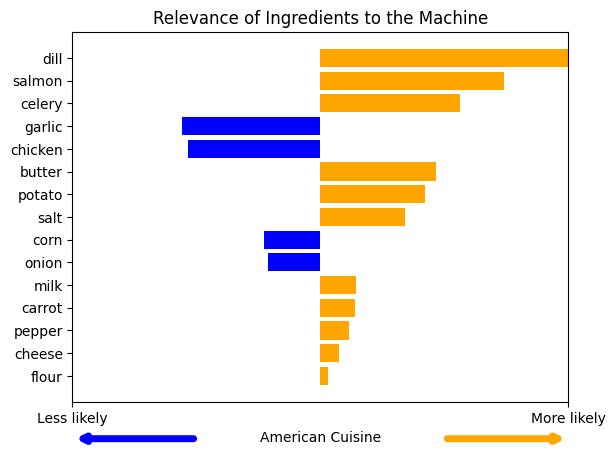 Relevance of Ingredients to the Machine
dill
salmon
celery
garlic
chicken
butter
potato
salt
corn
onion
milk
carrot
pepper
cheese
flour
Less likely
More likely
American Cuisine